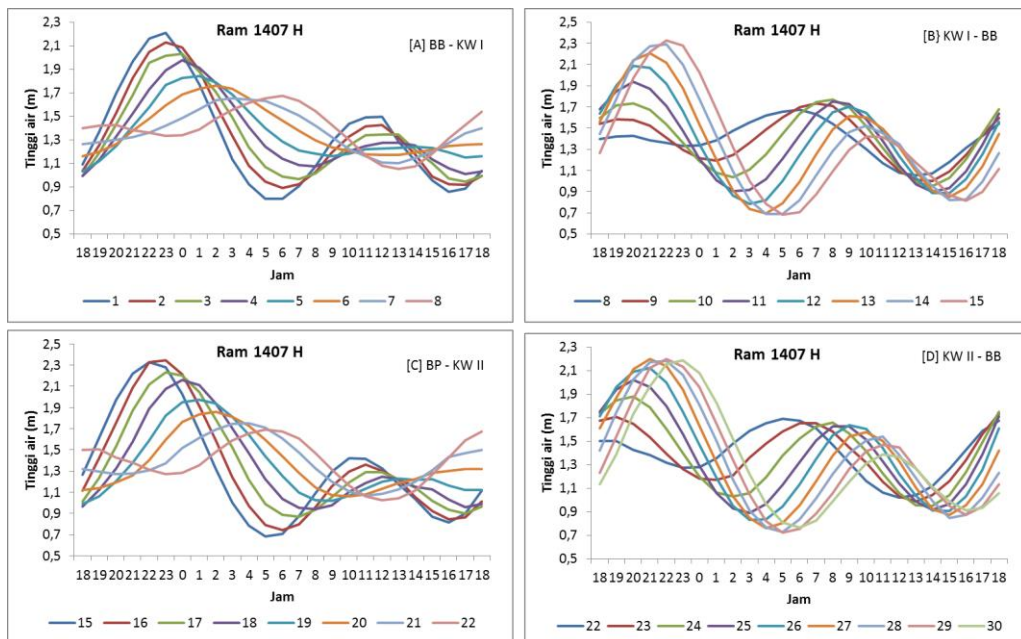 Ram 1407 H
[A] BB - KW I
Tinggi air (m)
2,3
2,1
1,9
1,7
1,5
1,3
1,1
0,9
0,7
0,5
18 19 20 21 22 23 0 1 2 3 4 5 6 7 8 9 10 11 12 13 14 15 16 17 18
Jam
1 2 3 4 5 6 7 8
Ram 1407 H
[B} KW I - BB
Tinggi air (m)
2,5
2,3
2,1
1,9
1,7
1,5
1,3
1,1
0,9
0,7
0,5
18 19 20 21 22 23 0 1 2 3 4 5 6 7 8 9 10 11 12 13 14 15 16 17 18
Jam
8 9 10 11 12 13 14 15
Ram 1407 H
[C] BP - KW II
Tinggi air (m)
2,5
2,3
2,1
1,9
1,7
1,5
1,3
1,1
0,9
0,7
0,5
18 19 20 21 22 23 0 1 2 3 4 5 6 7 8 9 10 11 12 13 14 15 16 17 18
Jam
15 16 17 18 19 20 21 22
Ram 1407 H
[D] KW II - BB
Tinggi air (m)
2,3
2,1
1,9
1,7
1,5
1,3
1,1
0,9
0,7
0,5
18 19 20 21 22 23 0 1 2 3 4 5 6 7 8 9 10 11 12 13 14 15 16 17 18
Jam
22 23 24 25 26 27 28 29 30